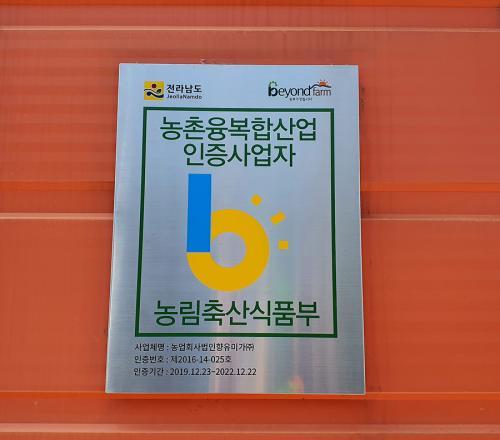 전라남도
JeollaNamdo
beyond farm
농촌융복합산업
인증사업자
농림축산식품부
사업체명 : 농업회사법인향유미가㈜
인증번호 : 제2016-14-025호
인증기간 : 2019.12.23~2022.12.22